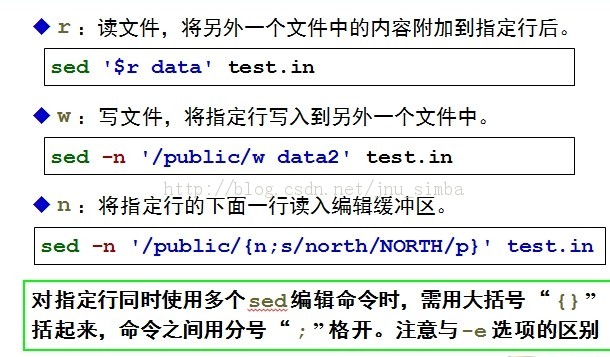 ◆ r：读文件，将另外一个文件中的内容附加到指定行后。
sed '$r data' test.in
◆ w：写文件，将指定行写入到另外一个文件中。
sed -n '/public/w data2' test.in
http://blog.csdn.net/jnu_simba
◆ n：将指定行的下面一行读入编辑缓冲区。
sed -n '/public/{n;s/north/NORTH/p}' test.in
对指定行同时使用多个sed编辑命令时，需用大括号“{}”
括起来，命令之间用分号“;”格开。注意与-e选项的区别